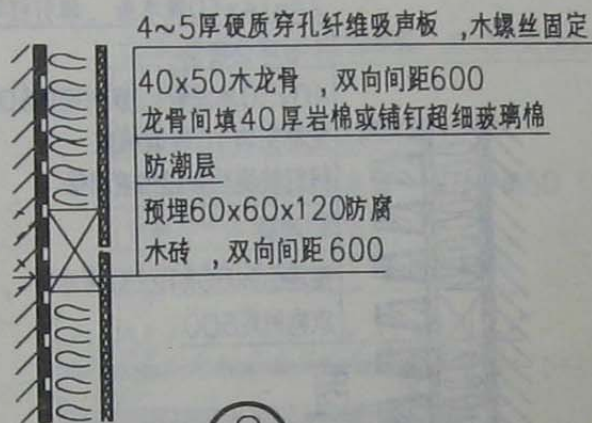 4~5厚硬质穿孔纤维吸声板 ,木螺丝固定
40x50木龙骨 ,双向间距600
龙骨间填40厚岩棉或铺钉超细玻璃棉
防潮层
预埋60x60x120防腐
木砖 ,双向间距600